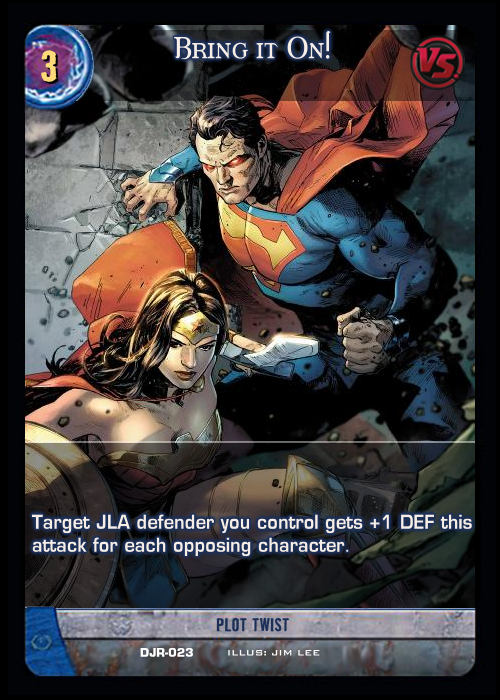 3
Bring it On!
VS
Target JLA defender you control gets +1 DEF this
attack for each opposing character.
PLOT TWIST
DJR-023 ILLUS: JIM LEE